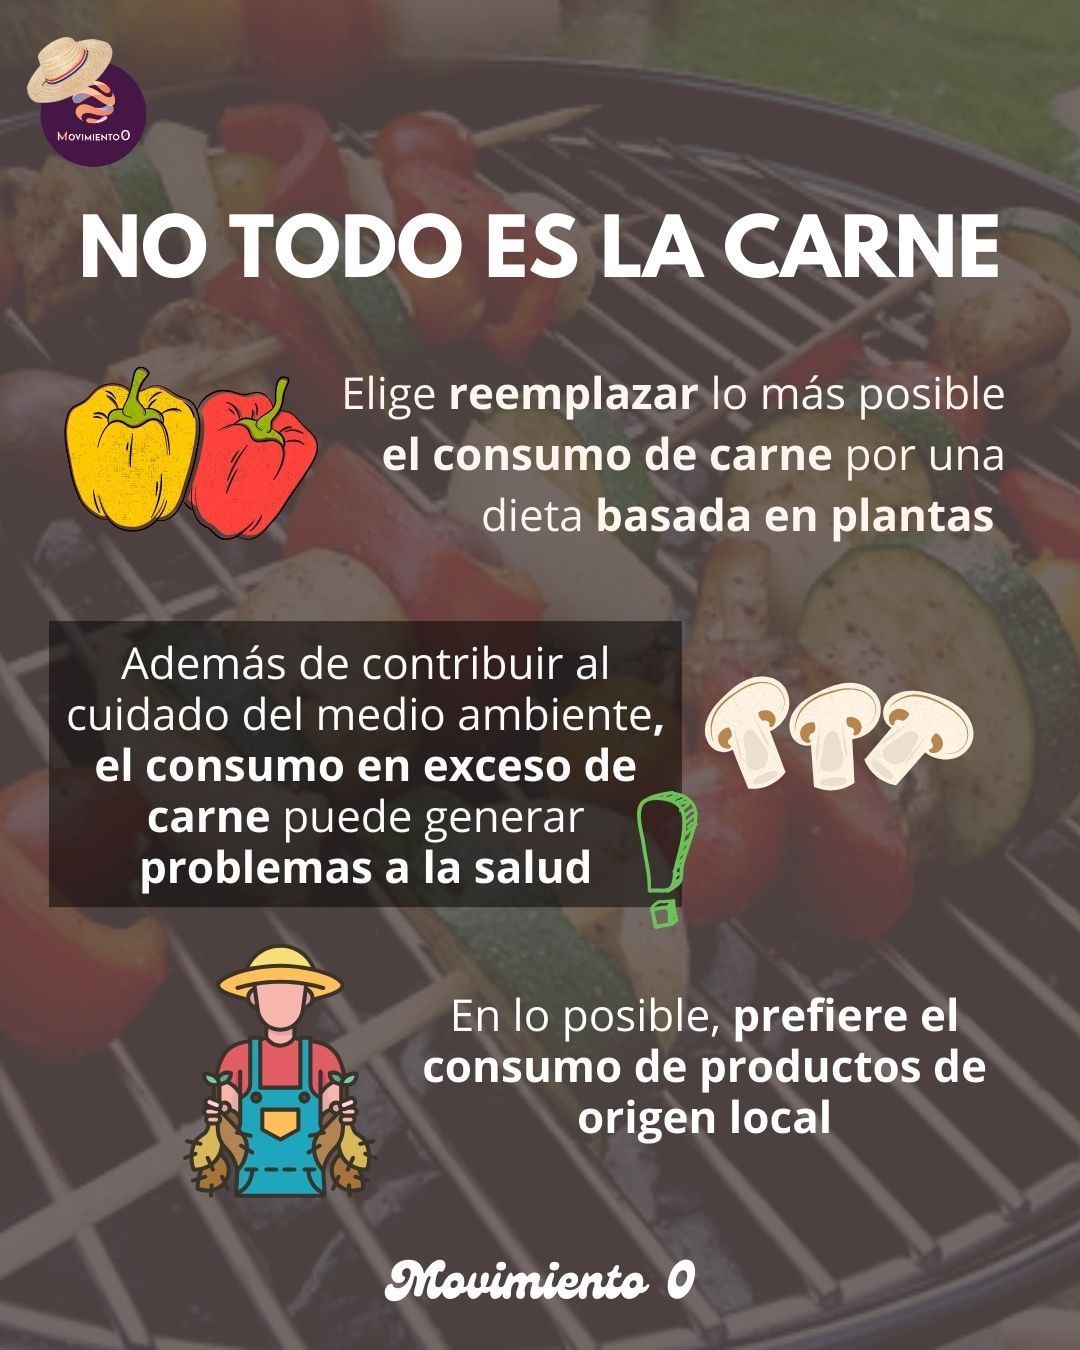 MOVIMIENTO 0
NO TODO ES LA CARNE
Elige reemplazar lo más posible
el consumo de carne por una
dieta basada en plantas
Además de contribuir al
cuidado del medio ambiente,
el consumo en exceso de
carne puede generar
problemas a la salud
!
En lo posible, prefiere el
consumo de productos de
origen local
Movimiento 0